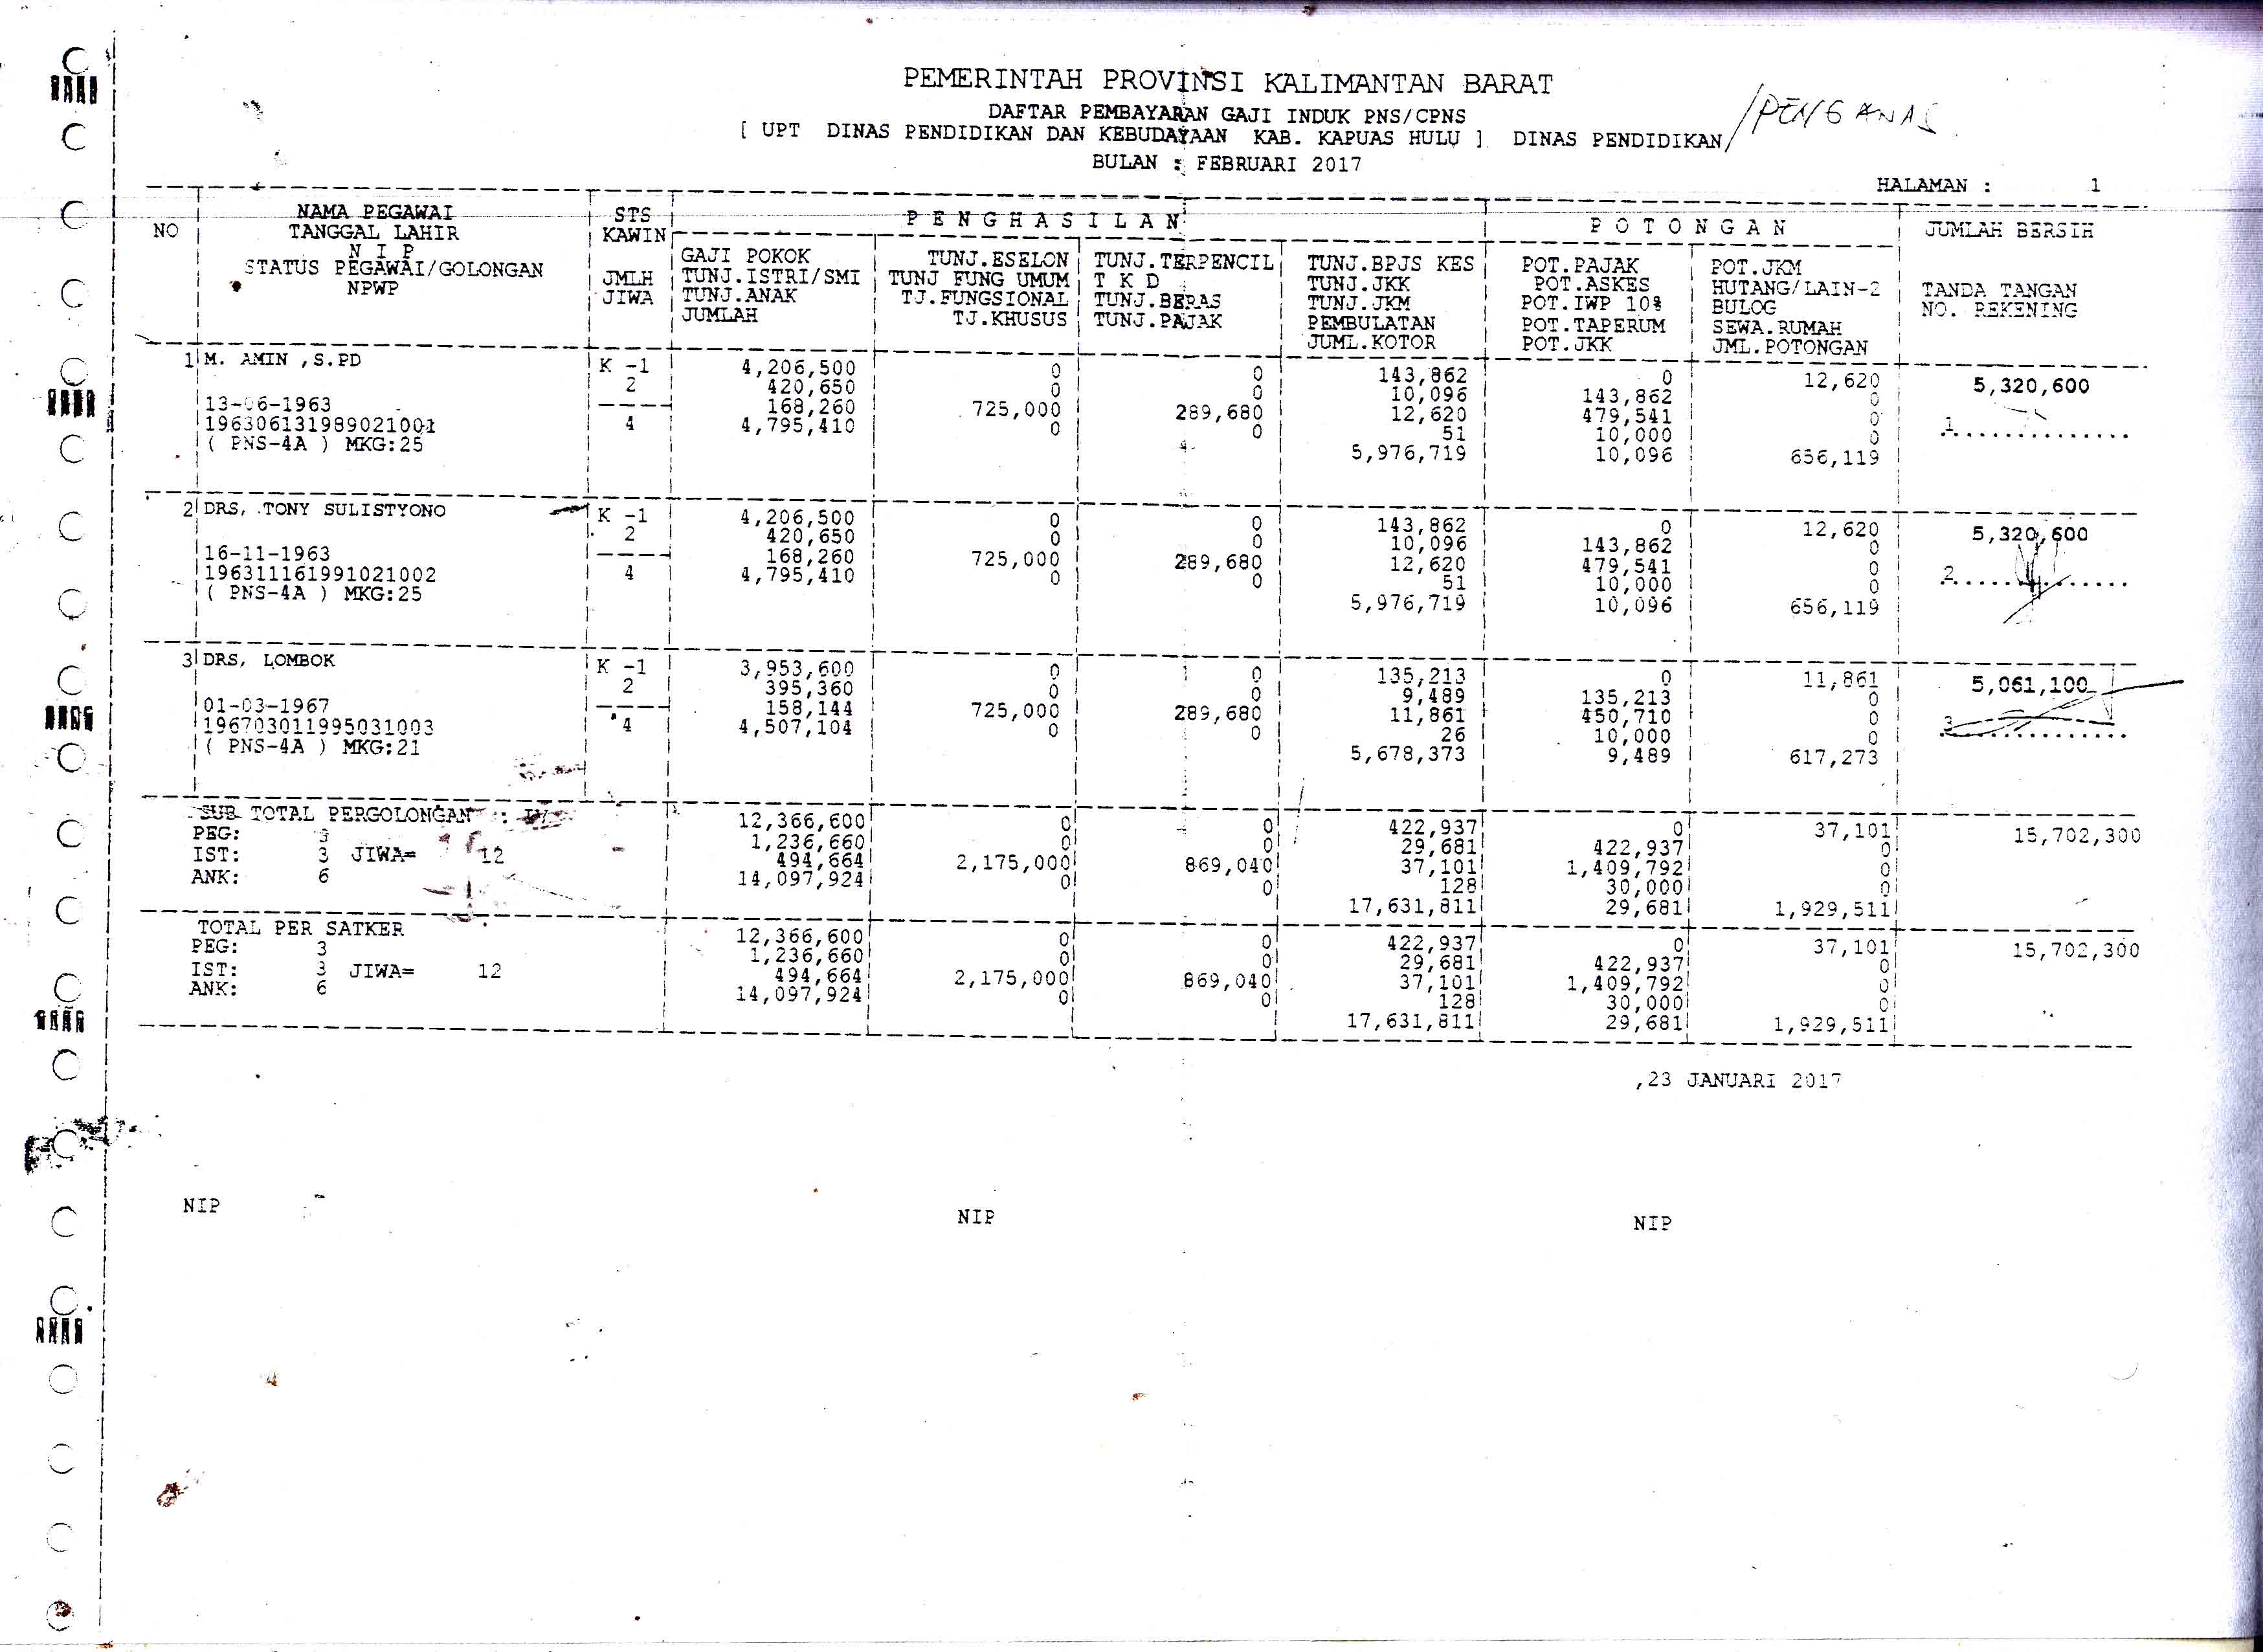 PEMERINTAH PROVINSI KALIMANTAN BARAT
DAFTAR PEMBAYARAN GAJI INDUK PNS/CPNS
[ UPT DINAS PENDIDIKAN DAN KEBUDAYAAN KAB. KAPUAS HULU ] DINAS PENDIDIKAN /PENGAWAS
BULAN : FEBRUARI 2017
HALAMAN : 1
NO
NAMA PEGAWAI
TANGGAL LAHIR
N I P
STATUS PEGAWAI/GOLONGAN
NPWP
STS
KAWIN
JMLH
JIWA
P E N G H A S I L A N
GAJI POKOK
TUNJ.ISTRI/SMI
TUNJ.ANAK
JUMLAH
TUNJ.ESELON
TUNJ FUNG UMUM
TJ.FUNGSIONAL
TJ.KHUSUS
TUNJ.TERPENCIL
T K D
TUNJ.BERAS
TUNJ.PAJAK
TUNJ.BPJS KES
TUNJ.JKK
TUNJ.JKM
PEMBULATAN
JUML.KOTOR
P O T O N G A N
POT.PAJAK
POT.ASKES
POT.IWP 10%
POT.TAPERUM
POT.JKK
POT.JKM
HUTANG/LAIN-2
BULOG
SEWA.RUMAH
JML.POTONGAN
JUMLAH BERSIH
TANDA TANGAN
NO. REKENING
1 M. AMIN ,S.PD
13-06-1963
196306131989021001
( PNS-4A ) MKG:25
K -1
2
4
4,206,500
420,650
168,260
4,795,410
0
0
725,000
0
0
0
289,680
0
143,862
10,096
12,620
51
5,976,719
0
143,862
479,541
10,000
10,096
12,620
0
0
0
656,119
5,320,600
1...............
2 DRS, .TONY SULISTYONO
16-11-1963
196311161991021002
( PNS-4A ) MKG:25
K -1
2
4
4,206,500
420,650
168,260
4,795,410
0
0
725,000
0
0
0
289,680
0
143,862
10,096
12,620
51
5,976,719
0
143,862
479,541
10,000
10,096
12,620
0
0
0
656,119
5,320,600
2...............
3 DRS, LOMBOK
01-03-1967
196703011995031003
( PNS-4A ) MKG:21
K -1
2
4
3,953,600
395,360
158,144
4,507,104
0
0
725,000
0
0
0
289,680
0
135,213
9,489
11,861
26
5,678,373
0
135,213
450,710
10,000
9,489
11,861
0
0
0
617,273
5,061,100
3...............
SUB TOTAL PERGOLONGAN : IV
PEG: 3
IST: 3 JIWA= 12
ANK: 6
12,366,600
1,236,660
494,664
14,097,924
0
0
2,175,000
0
0
0
869,040
0
422,937
29,681
37,101
128
17,631,811
0
422,937
1,409,792
30,000
29,681
37,101
0
0
0
1,929,511
15,702,300
TOTAL PER SATKER
PEG: 3
IST: 3 JIWA= 12
ANK: 6
12,366,600
1,236,660
494,664
14,097,924
0
0
2,175,000
0
0
0
869,040
0
422,937
29,681
37,101
128
17,631,811
0
422,937
1,409,792
30,000
29,681
37,101
0
0
0
1,929,511
15,702,300
,23 JANUARI 2017
NIP
NIP
NIP